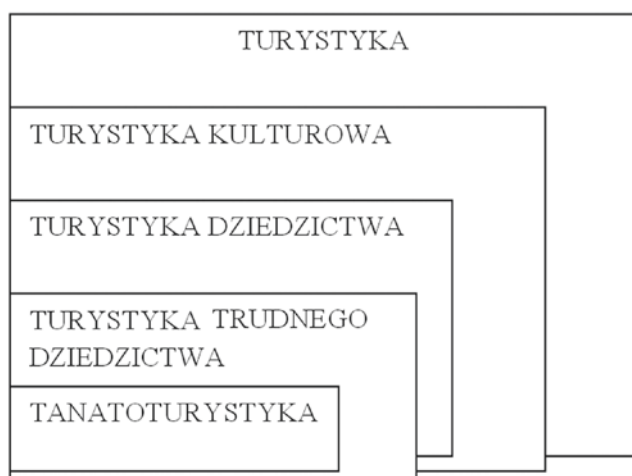 TURYSTYKA
TURYSTYKA KULTUROWA
TURYSTYKA DZIEDZICTWA
TURYSTYKA TRUDNEGO
DZIEDZICTWA
TANATOTURYSTYKA